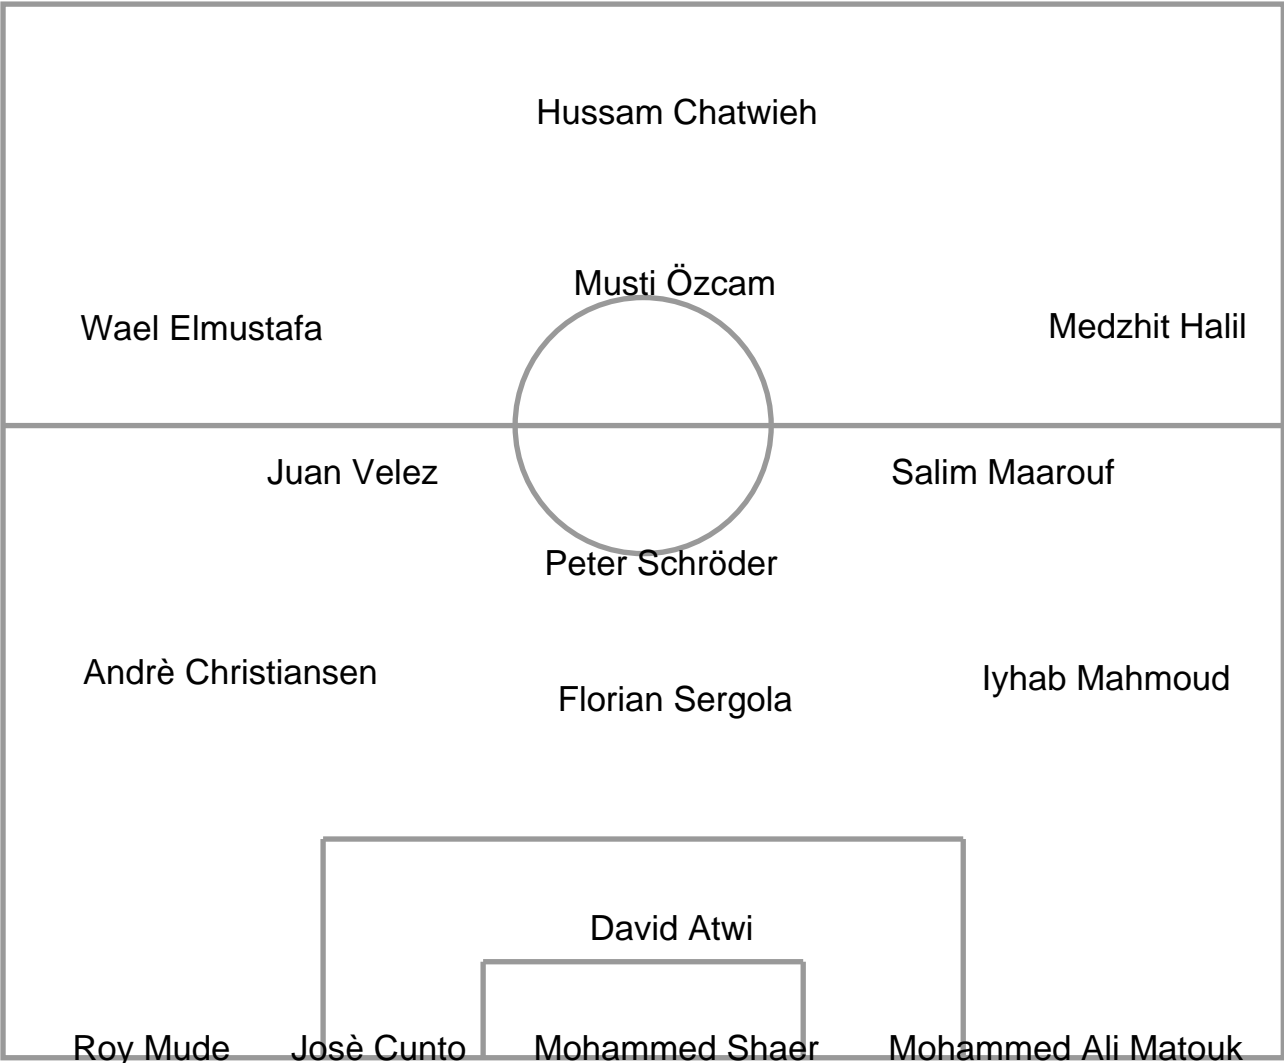 Hussam Chatwieh
Musti Özcam
Wael Elmustafa
Medzhit Halil
Juan Velez
Salim Maarouf
Peter Schröder
Andrè Christiansen
Florian Sergola
Iyhab Mahmoud
David Atwi
Roy Mude
Josè Cunto
Mohammed Shaer
Mohammed Ali Matouk